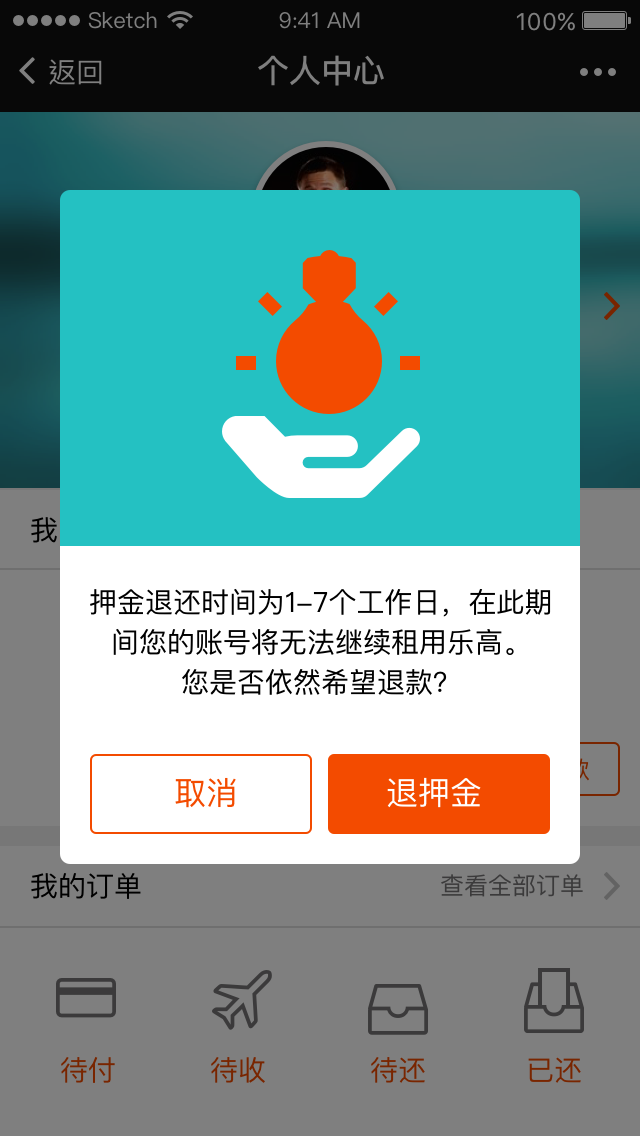 Sketch 9:41 AM 100%
返回 个人中心
我
押金退还时间为1-7个工作日，在此期
间您的账号将无法继续租用乐高。
您是否依然希望退款?
取消 退押金
我的订单 查看全部订单
待付 待收 待还 已还